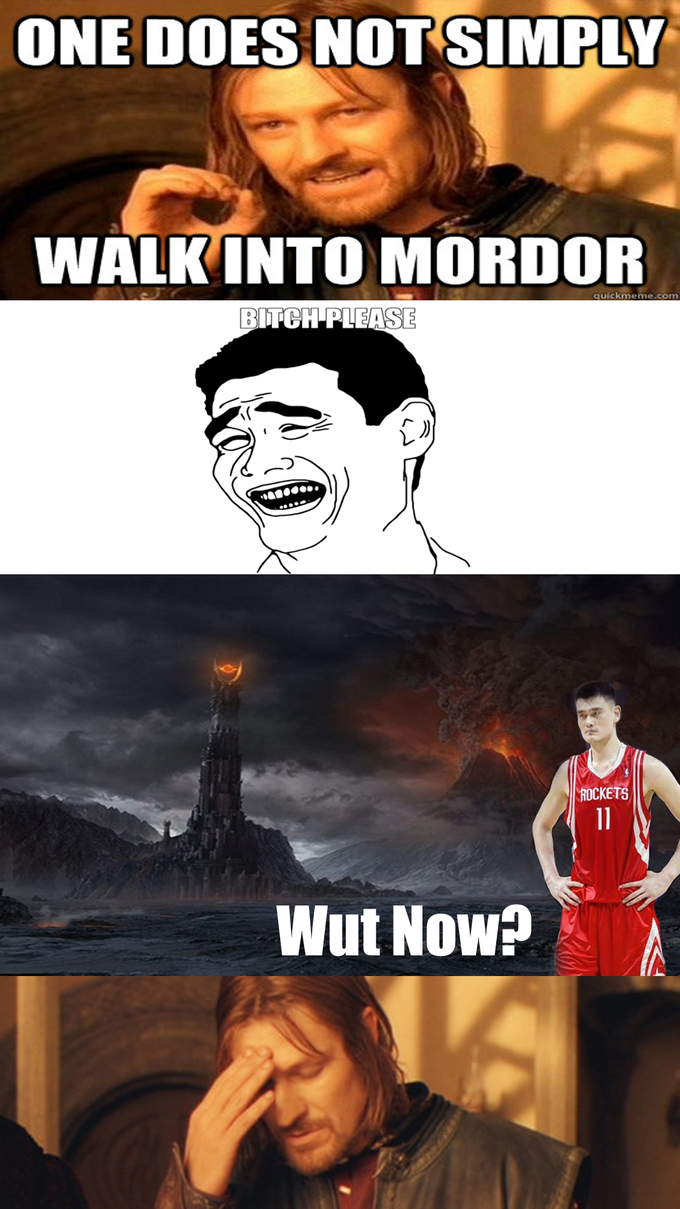 ONE DOES NOT SIMPLY
WALK INTO MORDOR
quickmeme.com
BITCH PLEASE
ROCKETS
11
Wut Now?